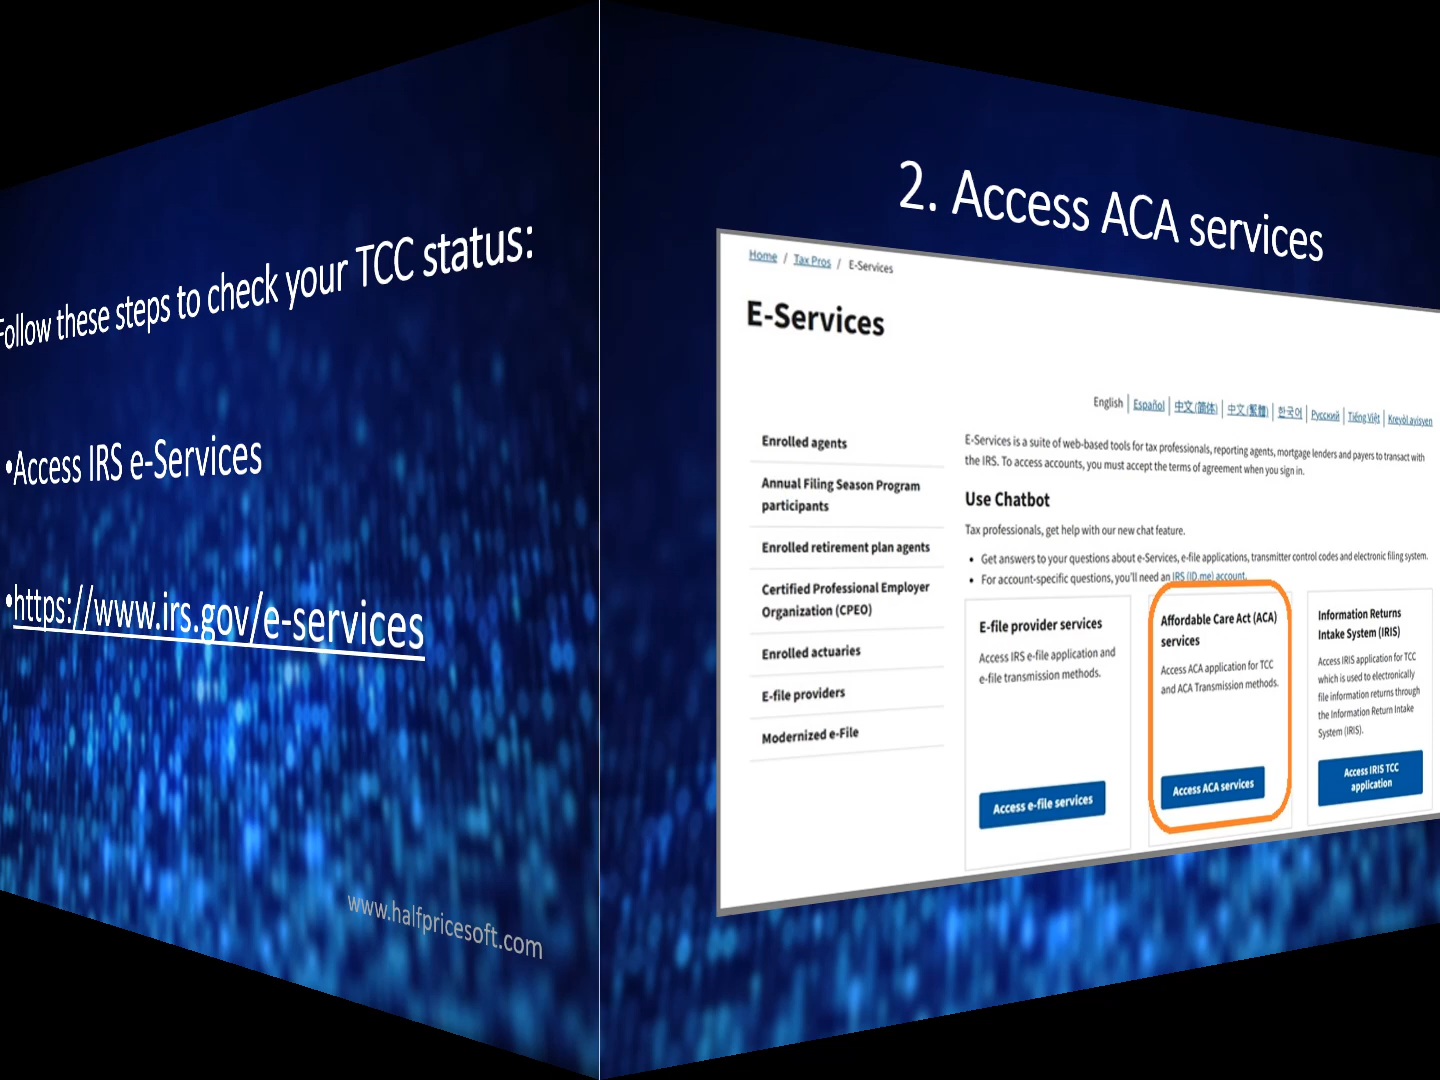 Follow these steps to check your TCC status:
•Access IRS e-Services
•https://www.irs.gov/e-services
www.halfpricesoft.com
2. Access ACA services
Home / Tax Pros / E-Services
E-Services
English | Español | 中文 (简体) | 中文 (繁體) | 한국어 | Русский | Tiếng Việt | Kreyòl ayisyen
Enrolled agents
Annual Filing Season Program
participants
Enrolled retirement plan agents
Certified Professional Employer
Organization (CPEO)
Enrolled actuaries
E-file providers
Modernized e-File
E-Services is a suite of web-based tools for tax professionals, reporting agents, mortgage lenders and payers to transact with
the IRS. To access accounts, you must accept the terms of agreement when you sign in.
Use Chatbot
Tax professionals, get help with our new chat feature.
• Get answers to your questions about e-Services, e-file applications, transmitter control codes and electronic filing system.
• For account-specific questions, you'll need an IRS (ID.me) account.
E-file provider services
Access IRS e-file application and
e-file transmission methods.
Access e-file services
Affordable Care Act (ACA)
services
Access ACA application for TCC
and ACA Transmission methods.
Access ACA services
Information Returns
Intake System (IRIS)
Access IRIS application for TCC
which is used to electronically
file information returns through
the Information Return Intake
System (IRIS).
Access IRIS TCC
application